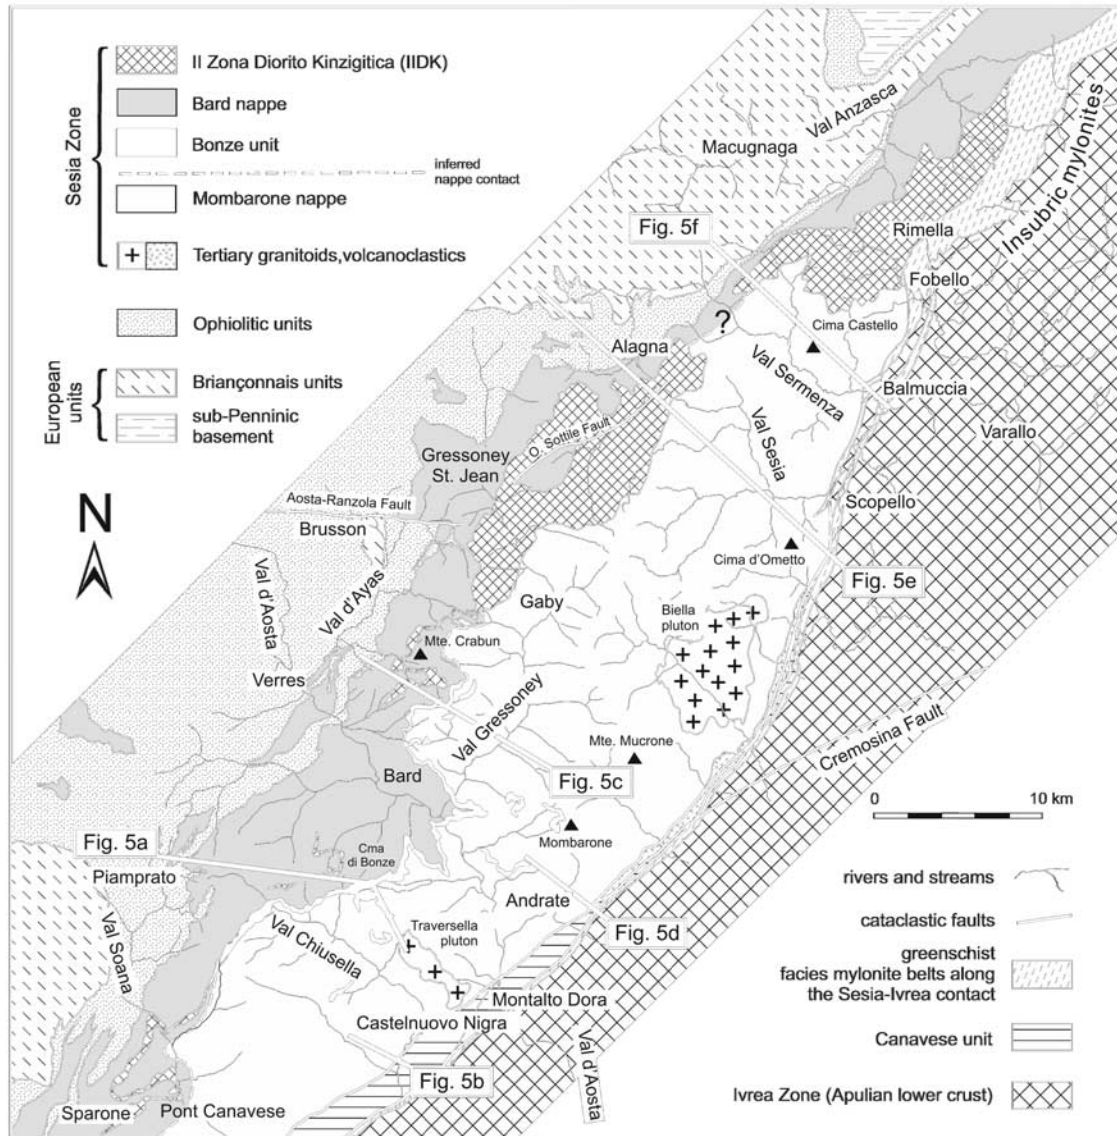 II Zona Diorito Kinzigitica (IIDK)
Bard nappe
Bonze unit
inferred
nappe contact
Mombarone nappe
Tertiary granitoids,volcanoclastics
Sesia Zone
Ophiolitic units
Briançonnais units
sub-Penninic
basement
European
units
N
Val Anzasca
Macugnaga
Insubric mylonites
Fig. 5f
Rimella
Fobello
?
Cima Castello
Alagna
Val Sermenza
Balmuccia
Varallo
Val Sesia
O. Sottile Fault
Gressoney
St. Jean
Scopello
Aosta-Ranzola Fault
Brusson
Cima d'Ometto
Fig. 5e
Val d'Aosta
Val d'Ayas
Gaby
Biella
pluton
Mte. Crabun
Verres
Val Gressoney
Cremosina Fault
Mte. Mucrone
Bard
Fig. 5c
0 10 km
Fig. 5a
Cma
di Bonze
Mombarone
Piamprato
Andrate
rivers and streams
Val Soana
Val Chiusella
Traversella
pluton
Fig. 5d
cataclastic faults
greenschist
facies mylonite belts along
the Sesia-Ivrea contact
Montalto Dora
Castelnuovo Nigra
Val d'Aosta
Canavese unit
Fig. 5b
Ivrea Zone (Apulian lower crust)
Sparone
Pont Canavese